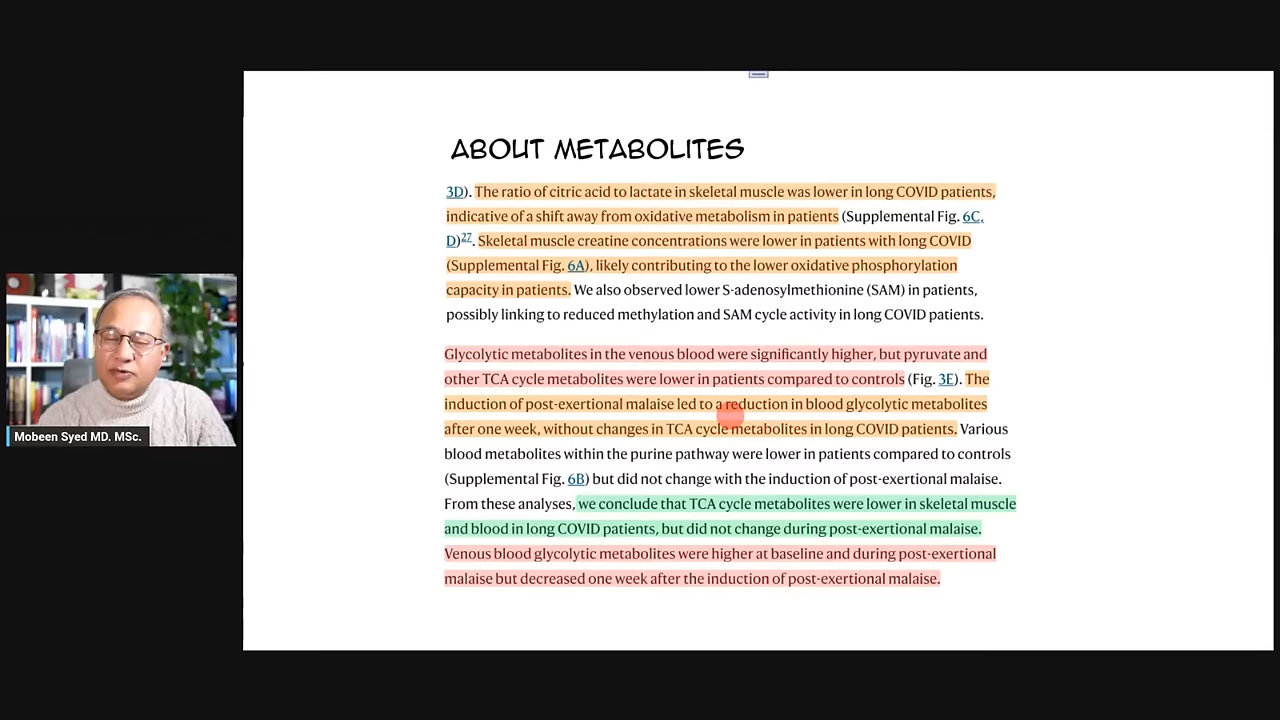 ABOUT METABOLITES
3D). The ratio of citric acid to lactate in skeletal muscle was lower in long COVID patients,
indicative of a shift away from oxidative metabolism in patients (Supplemental Fig. 6C,
D)27. Skeletal muscle creatine concentrations were lower in patients with long COVID
(Supplemental Fig. 6A), likely contributing to the lower oxidative phosphorylation
capacity in patients. We also observed lower S-adenosylmethionine (SAM) in patients,
possibly linking to reduced methylation and SAM cycle activity in long COVID patients.
Glycolytic metabolites in the venous blood were significantly higher, but pyruvate and
other TCA cycle metabolites were lower in patients compared to controls (Fig. 3E). The
induction of post-exertional malaise led to a reduction in blood glycolytic metabolites
after one week, without changes in TCA cycle metabolites in long COVID patients. Various
blood metabolites within the purine pathway were lower in patients compared to controls
(Supplemental Fig. 6B) but did not change with the induction of post-exertional malaise.
From these analyses, we conclude that TCA cycle metabolites were lower in skeletal muscle
and blood in long COVID patients, but did not change during post-exertional malaise.
Venous blood glycolytic metabolites were higher at baseline and during post-exertional
malaise but decreased one week after the induction of post-exertional malaise.
Mobeen Syed MD. MSc.